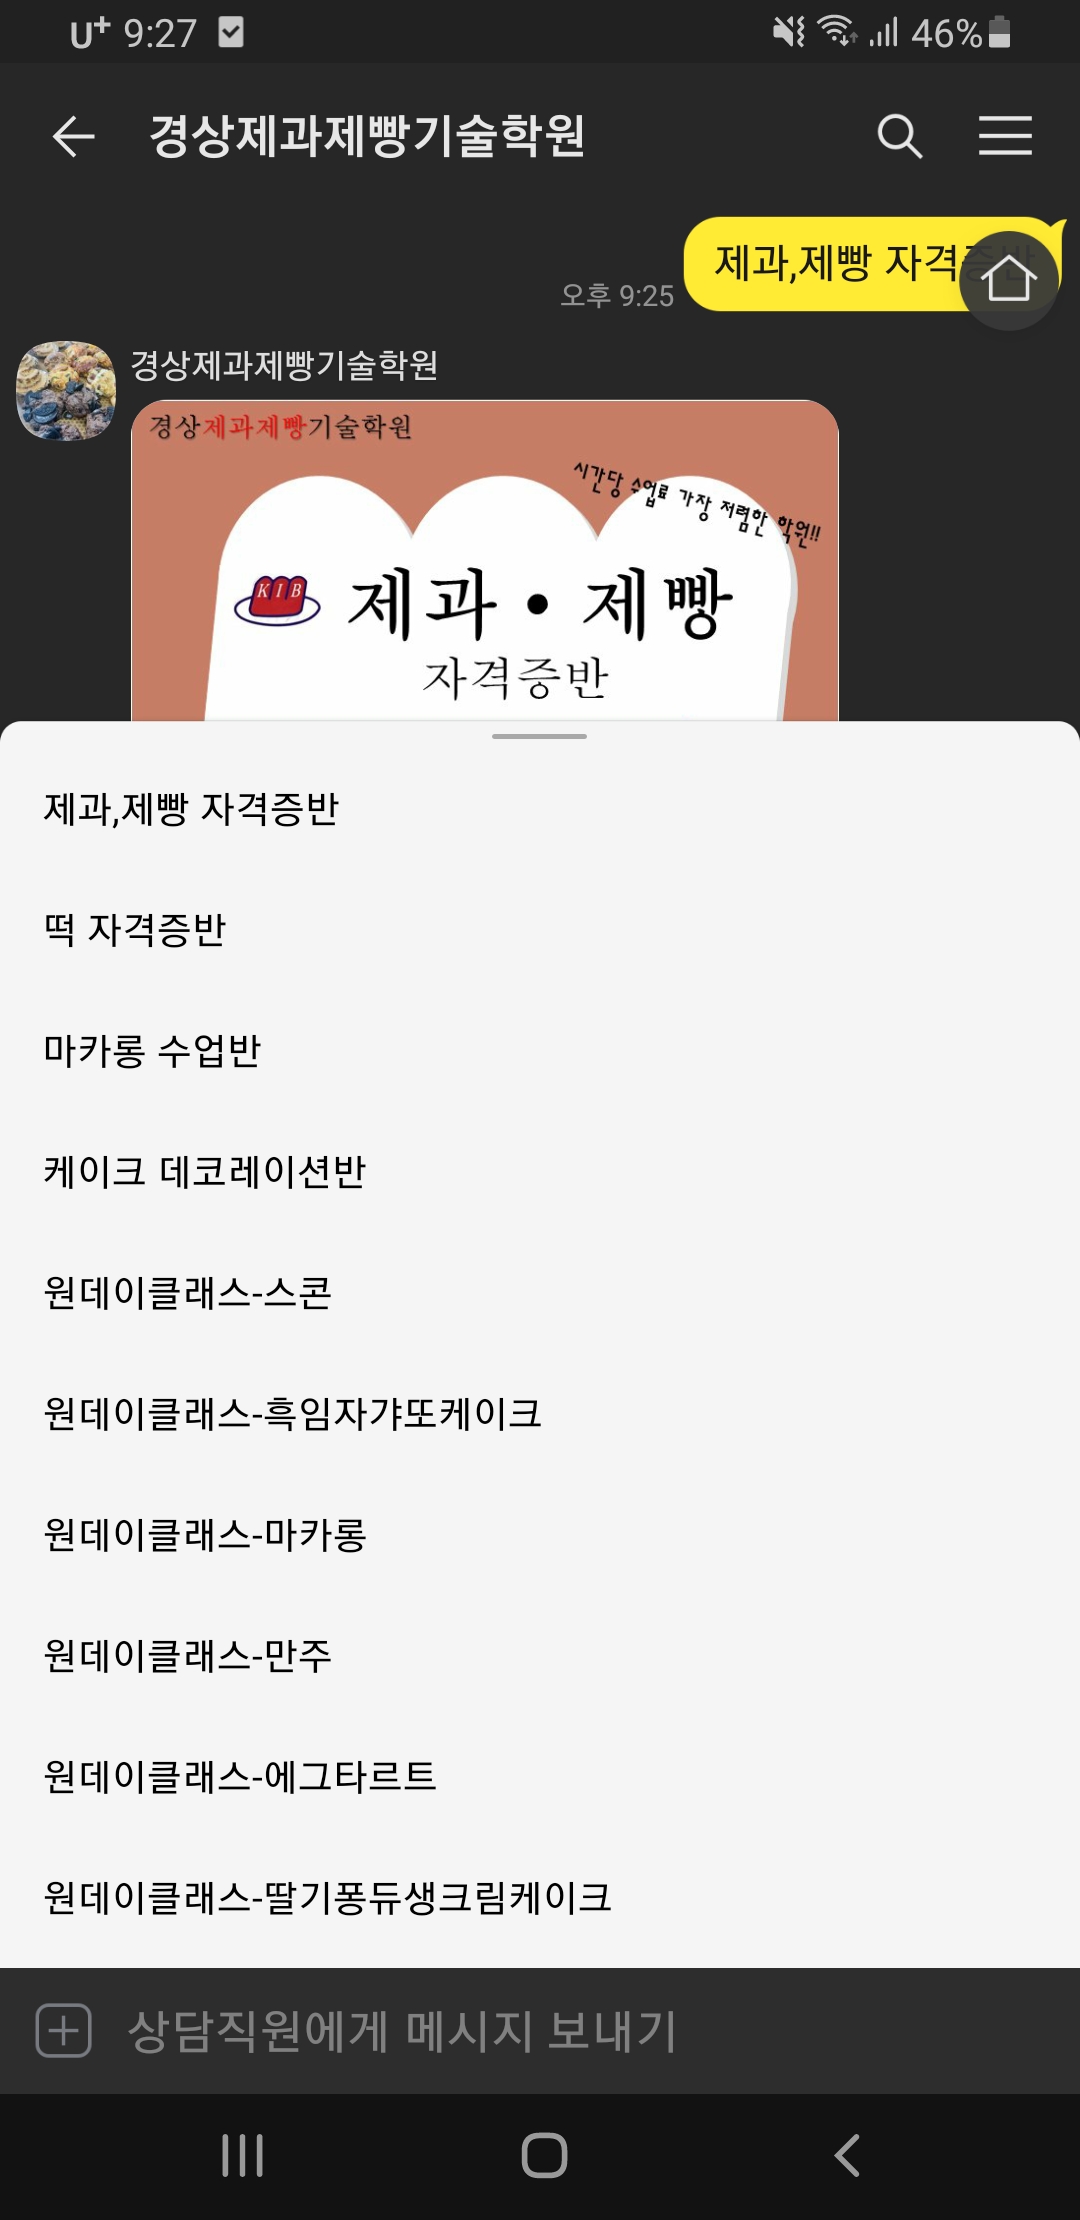 U+ 9:27 46%
경상제과제빵기술학원
제과,제빵 자격증반
오후 9:25
경상제과제빵기술학원
경상제과제빵기술학원
시간당 수업료 가장 저렴한 학원!!
KIB 제과 • 제빵
자격증반
제과,제빵 자격증반
떡 자격증반
마카롱 수업반
케이크 데코레이션반
원데이클래스-스콘
원데이클래스-흑임자갸또케이크
원데이클래스-마카롱
원데이클래스-만주
원데이클래스-에그타르트
원데이클래스-딸기퐁듀생크림케이크
상담직원에게 메시지 보내기